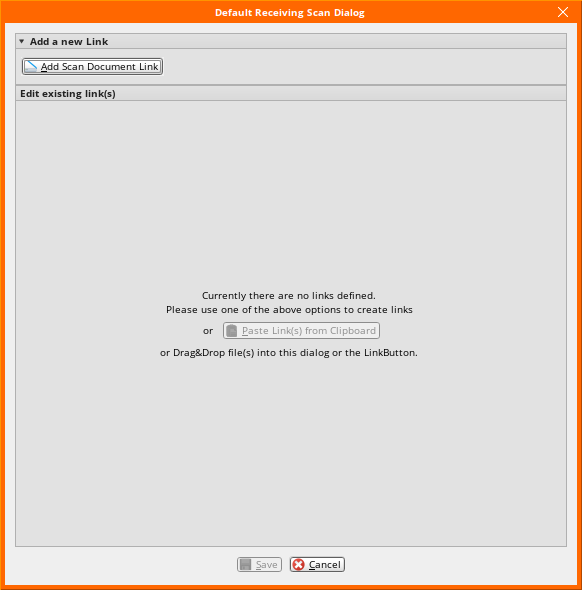 Default Receiving Scan Dialog
Add a new Link
Add Scan Document Link
Edit existing link(s)
Currently there are no links defined.
Please use one of the above options to create links
or Paste Link(s) from Clipboard
or Drag&Drop file(s) into this dialog or the LinkButton.
Save Cancel